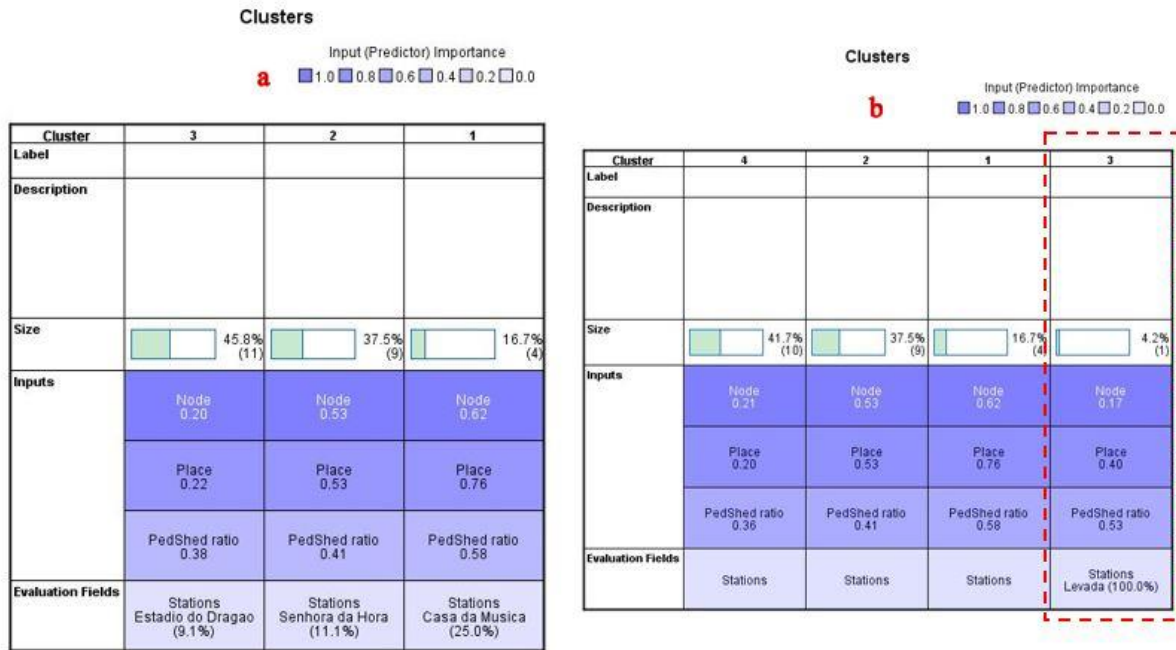 Clusters
Input (Predictor) Importance
a
1.0 0.8 0.6 0.4 0.2 0.0
Cluster 3 2 1
Label
Description
Size
45.8% 37.5% 16.7%
(11) (9) (4)
Inputs
Node Node Node
0.20 0.53 0.62
Place Place Place
0.22 0.53 0.76
PedShed ratio PedShed ratio PedShed ratio
0.38 0.41 0.58
Evaluation Fields
Stations Stations Stations
Estadio do Dragao Senhora da Hora Casa da Musica
(9.1%) (11.1%) (25.0%)
Clusters
Input (Predictor) Importance
b
1.0 0.8 0.6 0.4 0.2 0.0
Cluster 4 2 1 3
Label
Description
Size
41.7% 37.5% 16.7% 4.2%
(10) (9) (4) (1)
Inputs
Node Node Node Node
0.21 0.53 0.62 0.17
Place Place Place Place
0.20 0.53 0.76 0.40
PedShed ratio PedShed ratio PedShed ratio PedShed ratio
0.36 0.41 0.58 0.53
Evaluation Fields
Stations Stations Stations Stations
Levada (100.0%)